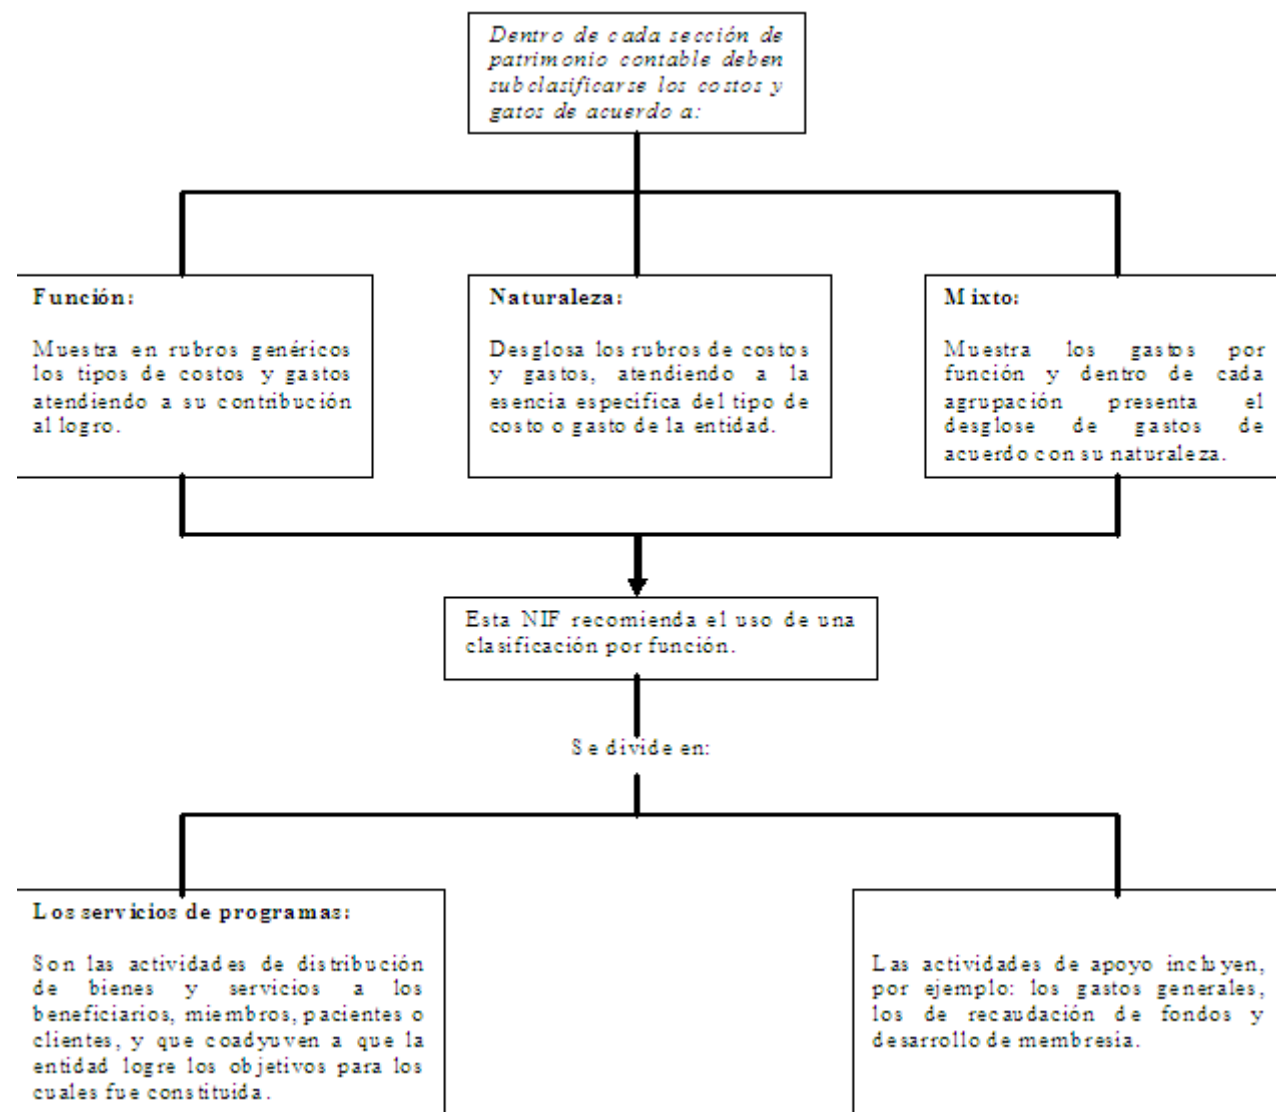 Dentro de cada sección de
patrimonio contable deben
subclasificarse los costos y
gatos de acuerdo a:
Función:
Muestra en rubros genéricos
los tipos de costos y gastos
atendiendo a su contribución
al logro.
Naturaleza:
Desglosa los rubros de costos
y gastos, atendiendo a la
esencia especifica del tipo de
costo o gasto de la entidad.
Mixto:
Muestra los gastos por
función y dentro de cada
agrupación presenta el
desglose de gastos de
acuerdo con su naturaleza.
Esta NIF recomienda el uso de una
clasificación por función.
Se divide en:
Los servicios de programas:
Son las actividades de distribución
de bienes y servicios a los
beneficiarios, miembros, pacientes o
clientes, y que coadyuven a que la
entidad logre los objetivos para los
cuales fue constituida.
Las actividades de apoyo incluyen,
por ejemplo: los gastos generales,
los de recaudación de fondos y
desarrollo de membresia.